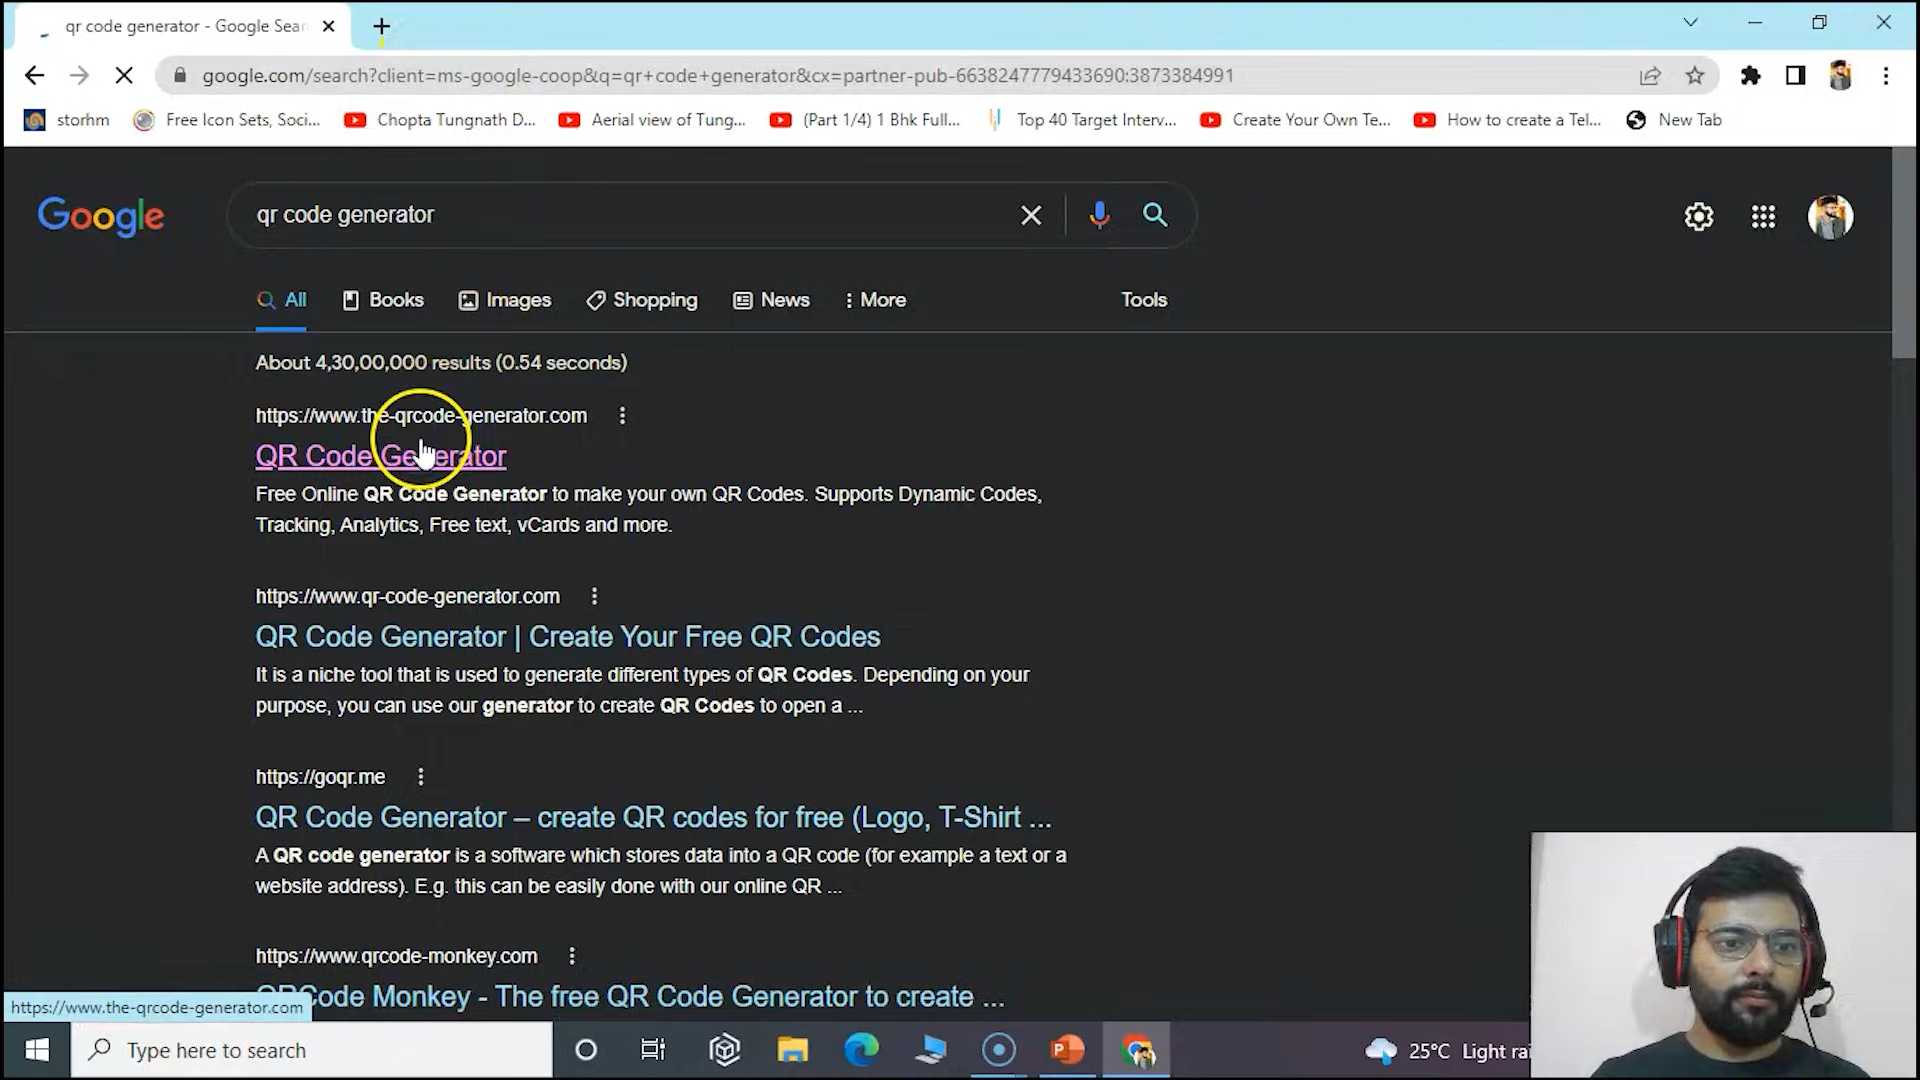 qr code generator - Google Sear
google.com/search?client=ms-google-coop&q=qr+code+generator&cx=partner-pub-6638247779433690:3873384991
storhm
Free Icon Sets, Soci...
Chopta Tungnath D...
Aerial view of Tung...
(Part 1/4) 1 Bhk Full...
Top 40 Target Interv...
Create Your Own Te...
How to create a Tel...
New Tab
Google
qr code generator
All
Books
Images
Shopping
News
More
Tools
About 4,30,00,000 results (0.54 seconds)
https://www.the-qrcode-generator.com
QR Code Generator
Free Online QR Code Generator to make your own QR Codes. Supports Dynamic Codes,
Tracking, Analytics, Free text, vCards and more.
https://www.qr-code-generator.com
QR Code Generator | Create Your Free QR Codes
It is a niche tool that is used to generate different types of QR Codes. Depending on your
purpose, you can use our generator to create QR Codes to open a ...
https://goqr.me
QR Code Generator – create QR codes for free (Logo, T-Shirt ...
A QR code generator is a software which stores data into a QR code (for example a text or a
website address). E.g. this can be easily done with our online QR ...
https://www.qrcode-monkey.com
QRCode Monkey - The free QR Code Generator to create ...
https://www.the-qrcode-generator.com
Type here to search
25°C Light rai